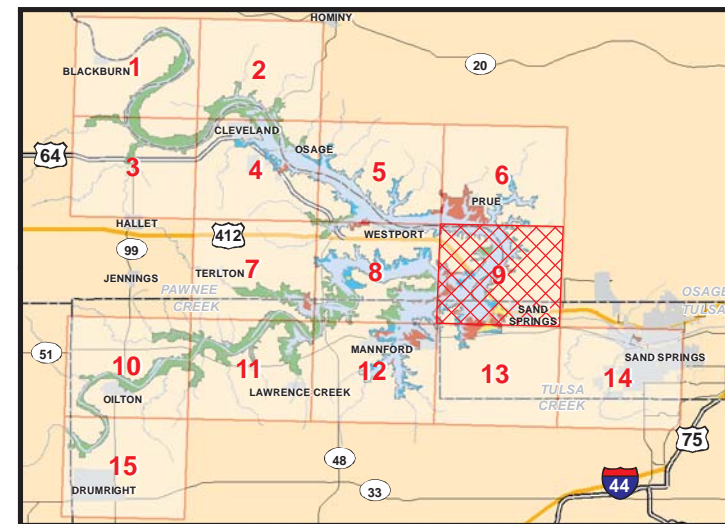 HOMINY
1
BLACKBURN
2
20
CLEVELAND
OSAGE
64
3
4
5
6
PRUE
HALLET
412
WESTPORT
99
TERLTON
7
8
9
JENNINGS
PAWNEE
CREEK
OSAGE
TULSA
SAND
SPRINGS
51
MANNFORD
SAND SPRINGS
10
11
12
13
14
OILTON
LAWRENCE CREEK
TULSA
CREEK
75
15
48
44
33
DRUMRIGHT